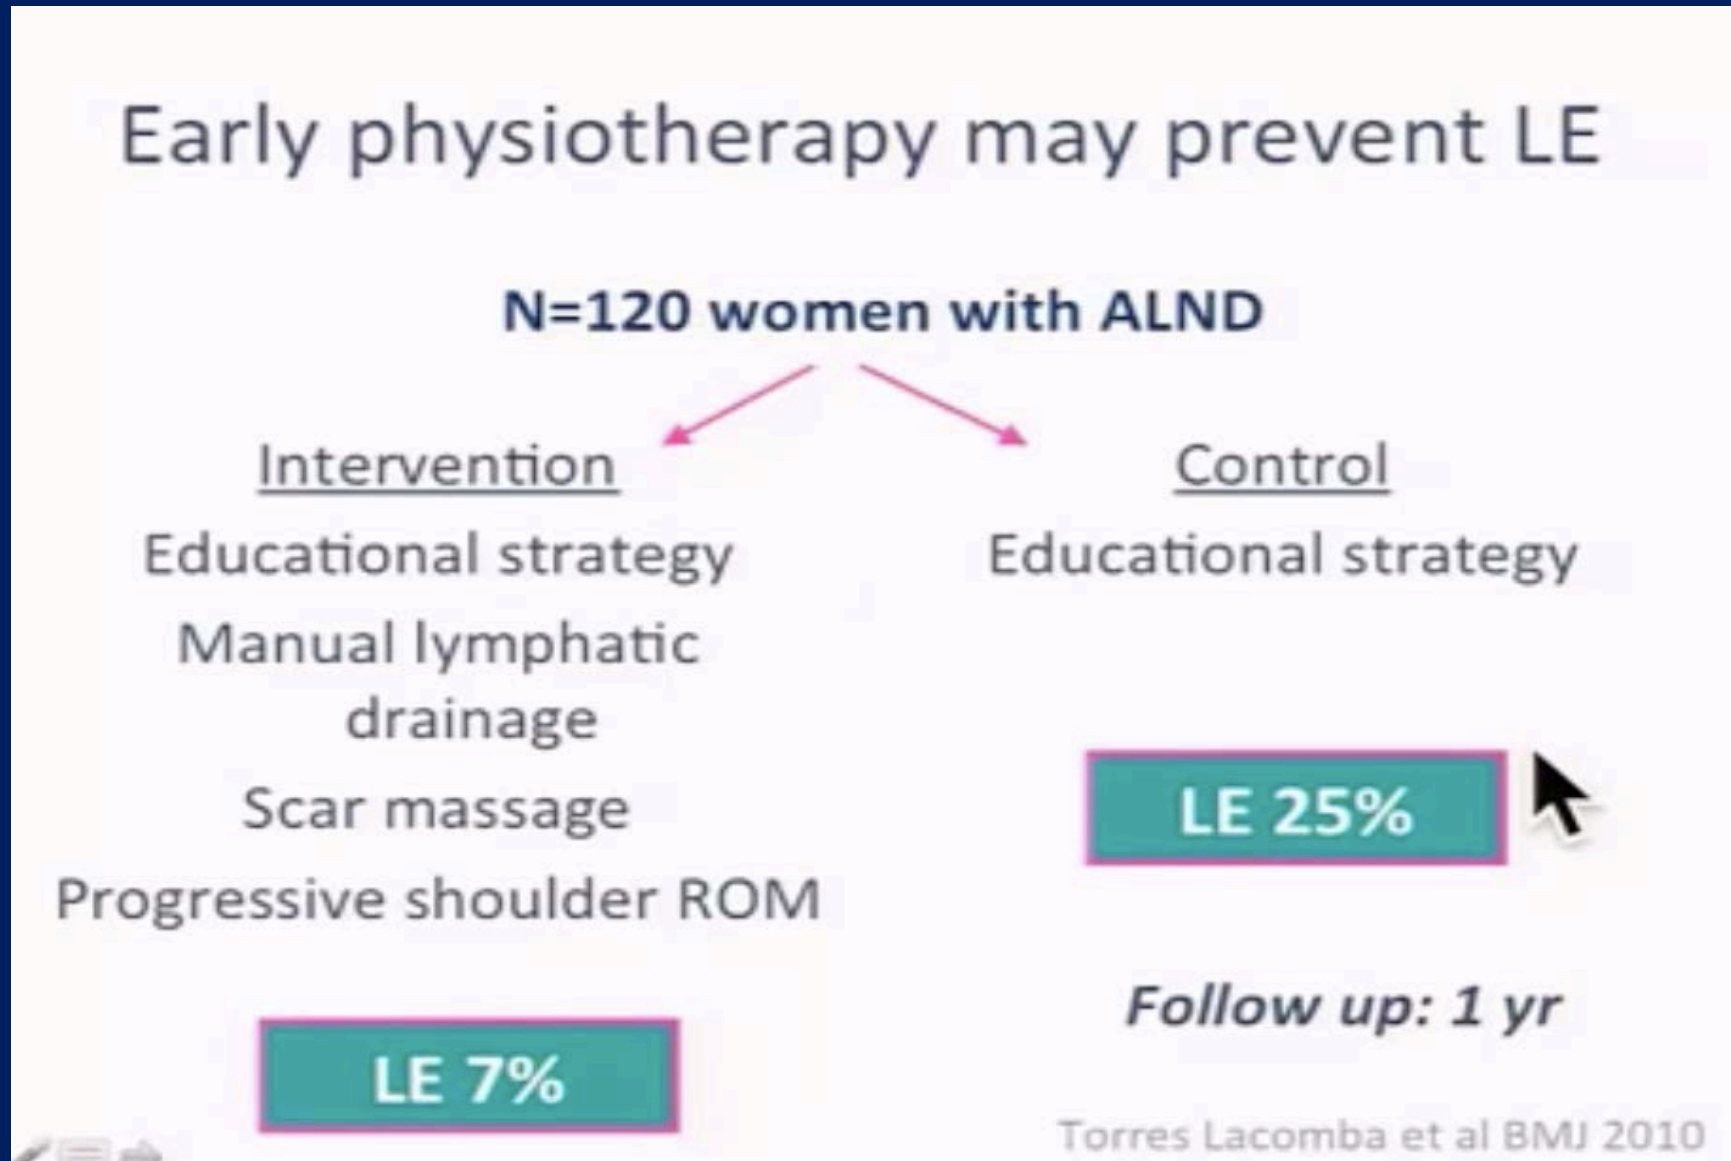 Early physiotherapy may prevent LE
N=120 women with ALND
Intervention
Educational strategy
Manual lymphatic
drainage
Scar massage
Progressive shoulder ROM
LE 7%
Control
Educational strategy
LE 25%
Follow up: 1 yr
Torres Lacomba et al BMJ 2010